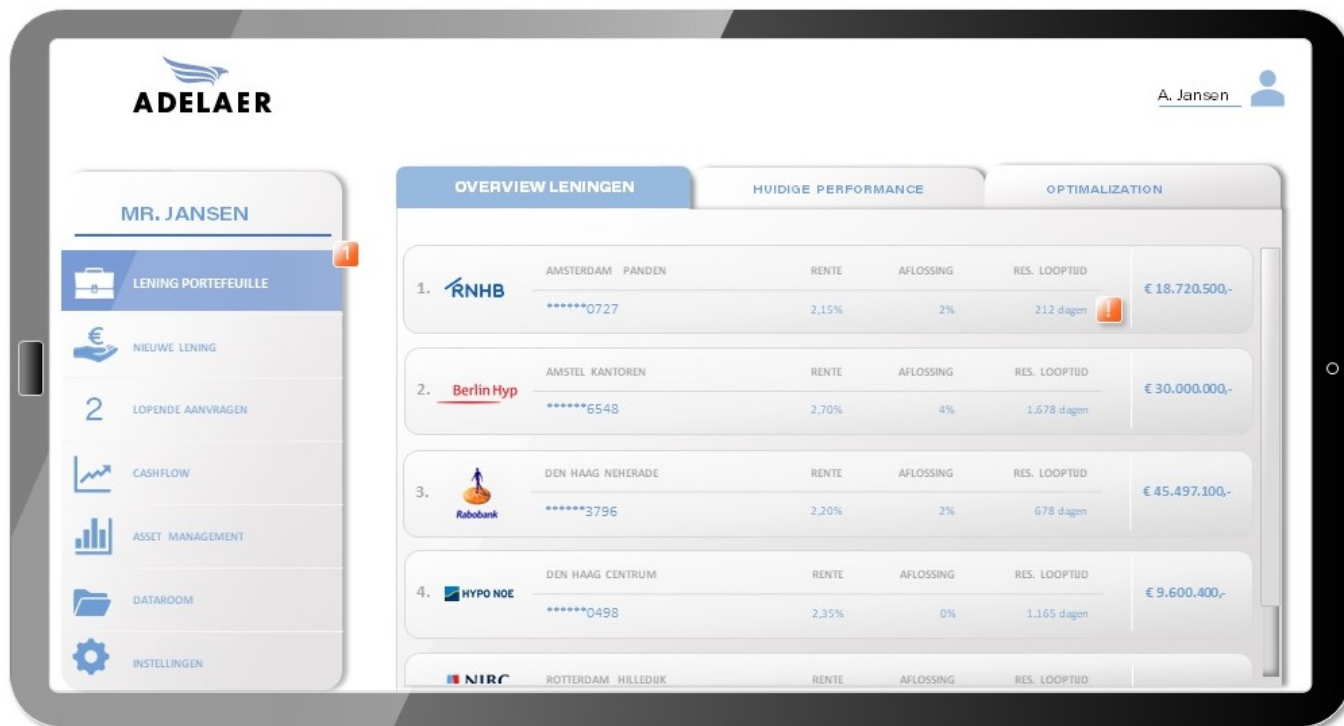 ADELAER
A. Jansen
MR. JANSEN
1
LENING PORTEFEUILLE
€
NIEUWE LENING
2 LOPENDE AANVRAGEN
CASHFLOW
ASSET MANAGEMENT
DATAROOM
INSTELLINGEN
OVERVIEW LENINGEN HUIDIGE PERFORMANCE OPTIMALIZATION
1. RNHB AMSTERDAM PANDEN RENTE AFLOSSING RES. LOOPTIJD € 18.720.500,-
******0727 2,15% 2% 212 dagen !
2. Berlin Hyp AMSTEL KANTOREN RENTE AFLOSSING RES. LOOPTIJD € 30.000.000,-
******6548 2,70% 4% 1.678 dagen
3. Rabobank DEN HAAG NEHERADE RENTE AFLOSSING RES. LOOPTIJD € 45.497.100,-
******3796 2,20% 2% 678 dagen
4. HYPO NOE DEN HAAG CENTRUM RENTE AFLOSSING RES. LOOPTIJD € 9.600.400,-
******0498 2,35% 0% 1.165 dagen
ROTTERDAM HILLEDIJK RENTE AFLOSSING RES. LOOPTIJD